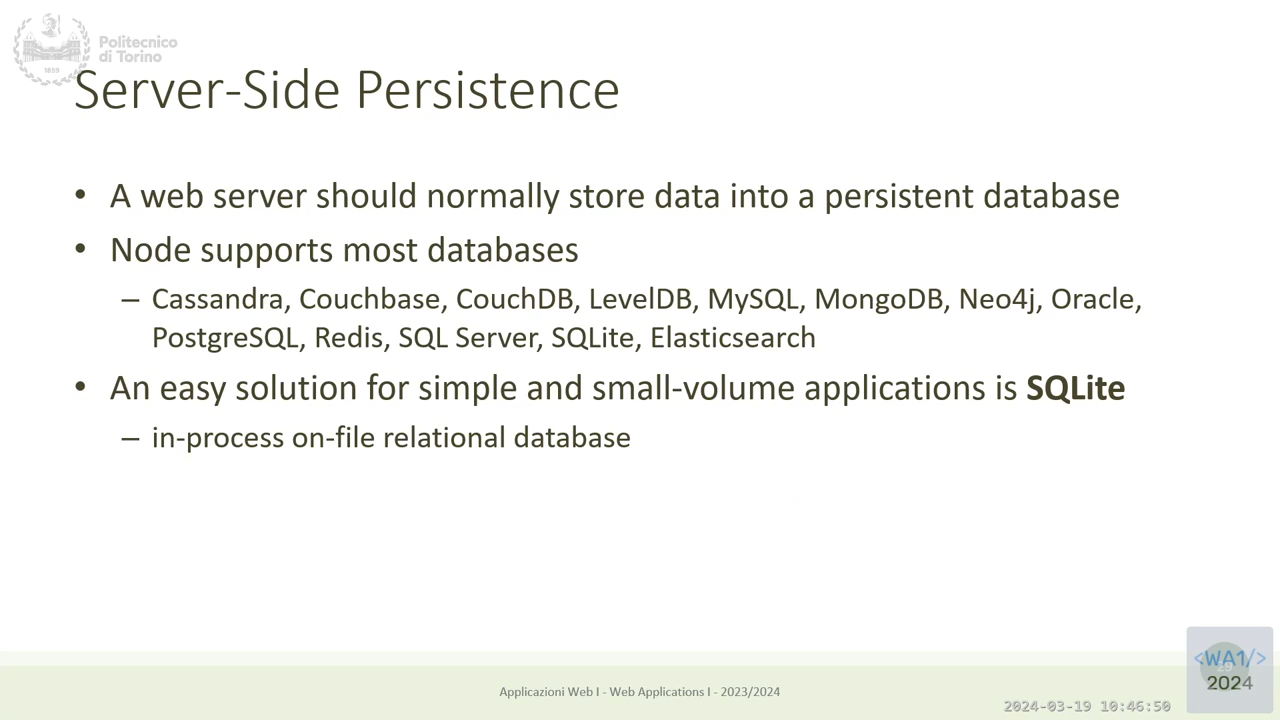 Politecnico
di Torino
1859
Server-Side Persistence
• A web server should normally store data into a persistent database
• Node supports most databases
– Cassandra, Couchbase, CouchDB, LevelDB, MySQL, MongoDB, Neo4j, Oracle,
PostgreSQL, Redis, SQL Server, SQLite, Elasticsearch
• An easy solution for simple and small-volume applications is SQLite
– in-process on-file relational database
Applicazioni Web I - Web Applications I - 2023/2024
<WA1/>
2024
2024-03-19 10:46:50